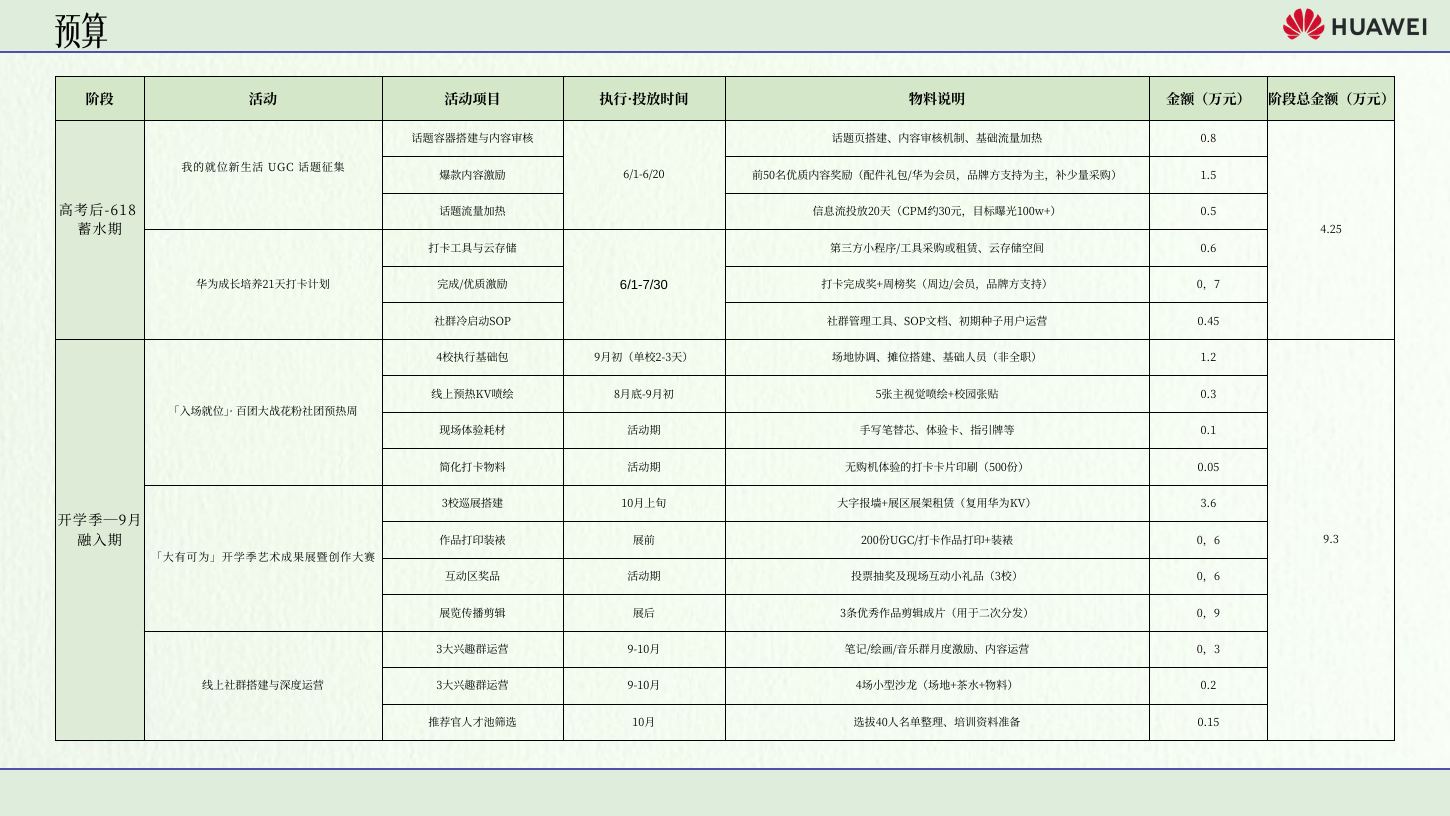 预算
HUAWEI
阶段 活动 活动项目 执行·投放时间 物料说明 金额（万元） 阶段总金额（万元）
高考后-618
蓄水期
我的就位新生活 UGC 话题征集
话题容器搭建与内容审核 6/1-6/20 话题页搭建、内容审核机制、基础流量加热 0.8 4.25
爆款内容激励 前50名优质内容奖励（配件礼包/华为会员，品牌方支持为主，补少量采购） 1.5
话题流量加热 信息流投放20天（CPM约30元，目标曝光100w+） 0.5
华为成长培养21天打卡计划
打卡工具与云存储 6/1-7/30 第三方小程序/工具采购或租赁、云存储空间 0.6
完成/优质激励 打卡完成奖+周榜奖（周边/会员，品牌方支持） 0，7
社群冷启动SOP 社群管理工具、SOP文档、初期种子用户运营 0.45
开学季—9月
融入期
「入场就位」· 百团大战花粉社团预热周
4校执行基础包 9月初（单校2-3天） 场地协调、摊位搭建、基础人员（非全职） 1.2 9.3
线上预热KV喷绘 8月底-9月初 5张主视觉喷绘+校园张贴 0.3
现场体验耗材 活动期 手写笔替芯、体验卡、指引牌等 0.1
简化打卡物料 活动期 无购机体验的打卡卡片印刷（500份） 0.05
「大有可为」开学季艺术成果展暨创作大赛
3校巡展搭建 10月上旬 大字报墙+展区展架租赁（复用华为KV） 3.6
作品打印装裱 展前 200份UGC/打卡作品打印+装裱 0，6
互动区奖品 活动期 投票抽奖及现场互动小礼品（3校） 0，6
展览传播剪辑 展后 3条优秀作品剪辑成片（用于二次分发） 0，9
线上社群搭建与深度运营
3大兴趣群运营 9-10月 笔记/绘画/音乐群月度激励、内容运营 0，3
3大兴趣群运营 9-10月 4场小型沙龙（场地+茶水+物料） 0.2
推荐官人才池筛选 10月 选拔40人名单整理、培训资料准备 0.15